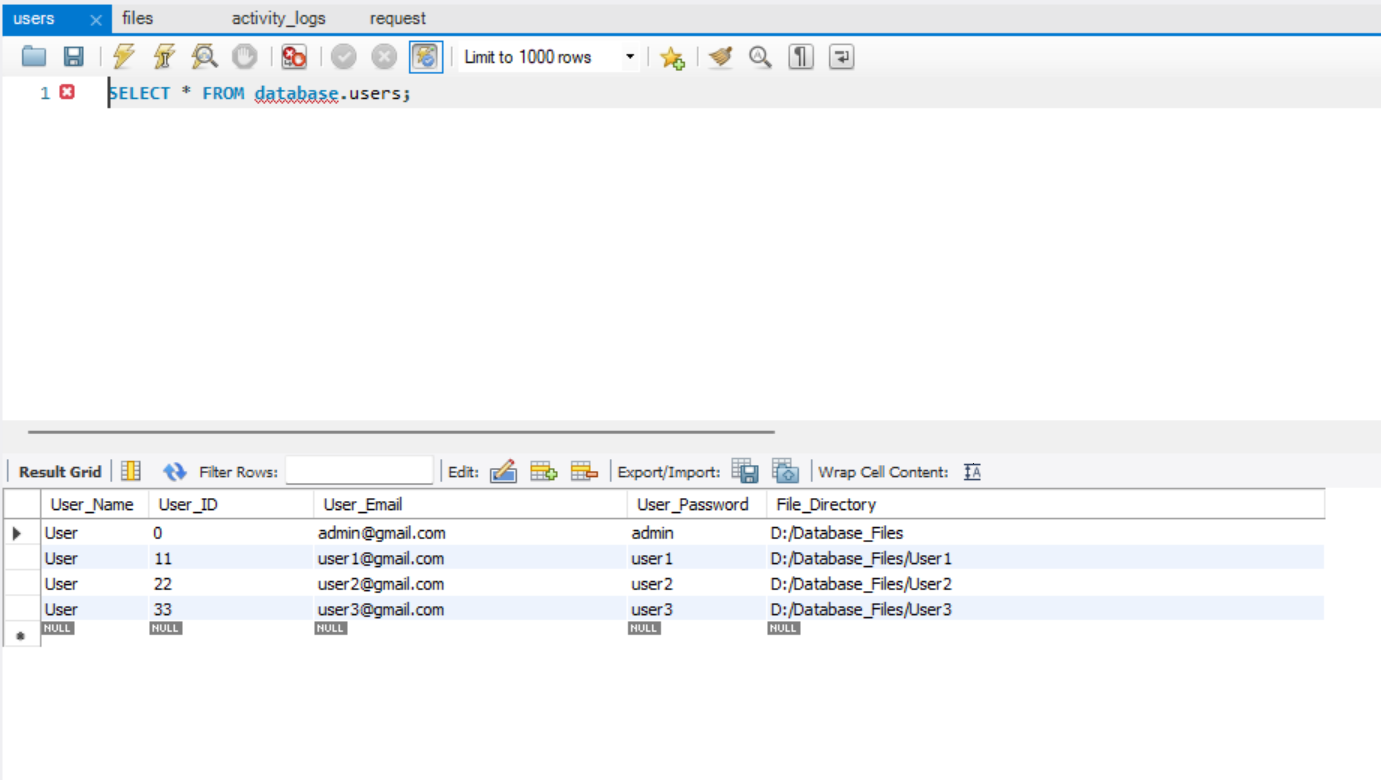 users files activity_logs request
Limit to 1000 rows
1 SELECT * FROM database.users;
Result Grid Filter Rows: Edit: Export/Import: Wrap Cell Content:
User_Name User_ID User_Email User_Password File_Directory
User 0 admin@gmail.com admin D:/Database_Files
User 11 user1@gmail.com user1 D:/Database_Files/User1
User 22 user2@gmail.com user2 D:/Database_Files/User2
User 33 user3@gmail.com user3 D:/Database_Files/User3
NULL NULL NULL NULL NULL